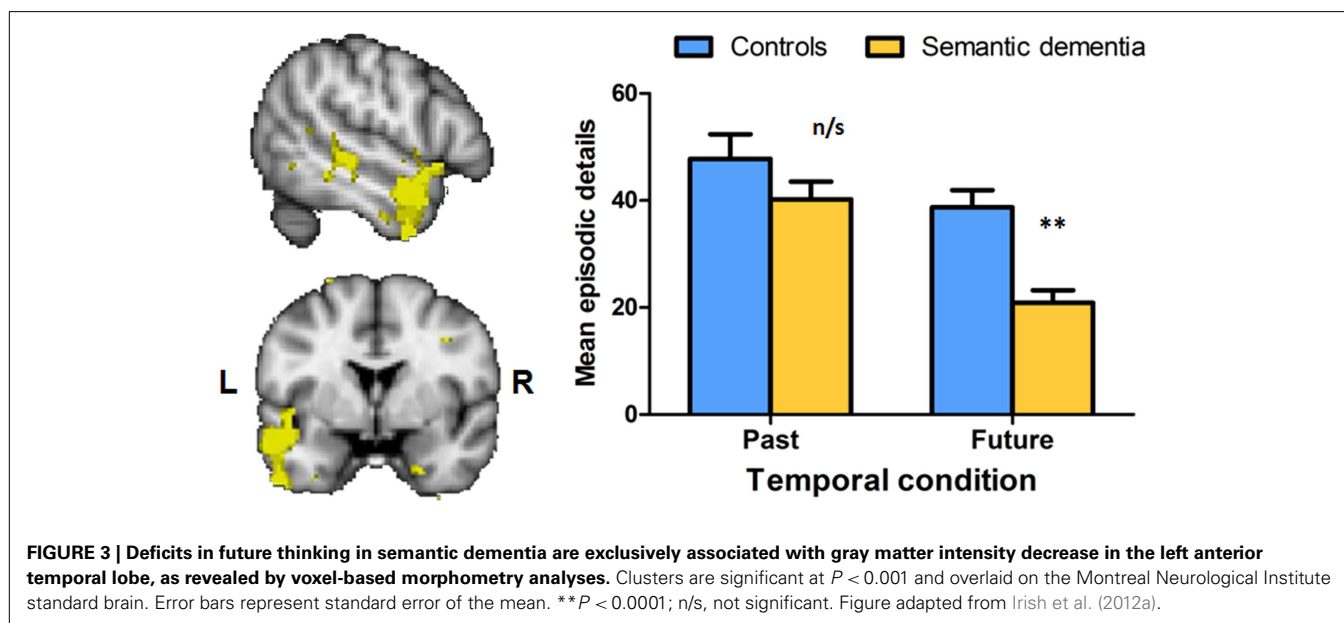 Controls Semantic dementia
60
n/s
40
**
20
0
Mean episodic details
L R
Past Future
Temporal condition
FIGURE 3 | Deficits in future thinking in semantic dementia are exclusively associated with gray matter intensity decrease in the left anterior
temporal lobe, as revealed by voxel-based morphometry analyses. Clusters are significant at P < 0.001 and overlaid on the Montreal Neurological Institute
standard brain. Error bars represent standard error of the mean. **P < 0.0001; n/s, not significant. Figure adapted from Irish et al. (2012a).